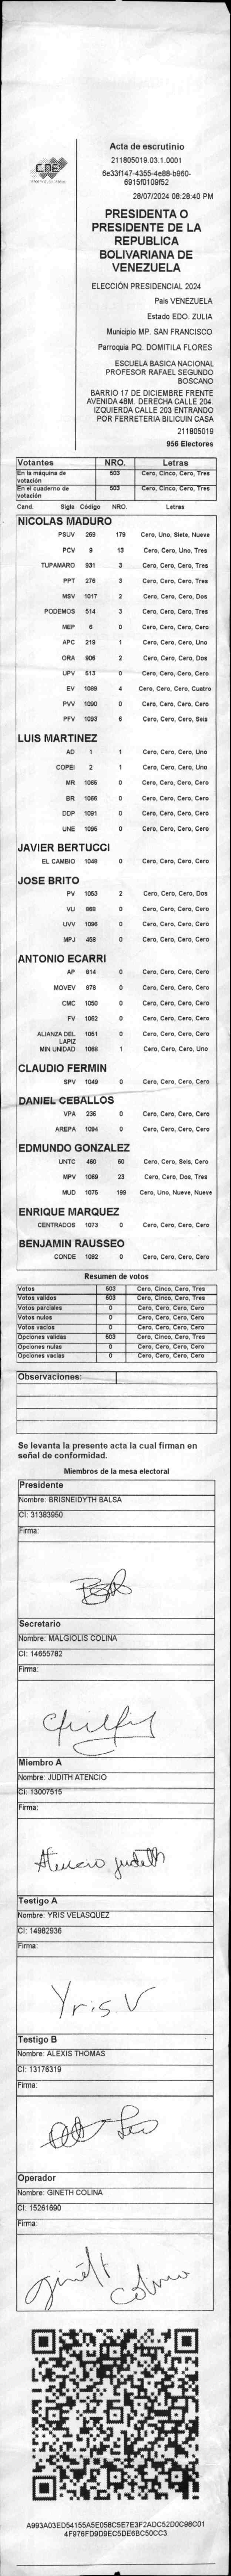 CNE
Acta de escrutinio
211805019.03.1.0001
6e33f147-4355-4e88-b960-
6915f0109f52
28/07/2024 08:28:40 PM
PRESIDENTA O
PRESIDENTE DE LA
REPUBLICA
BOLIVARIANA DE
VENEZUELA
ELECCIÓN PRESIDENCIAL 2024
Pais VENEZUELA
Estado EDO. ZULIA
Municipio MP. SAN FRANCISCO
Parroquia PQ. DOMITILA FLORES
ESCUELA BASICA NACIONAL
PROFESOR RAFAEL SEGUNDO
BOSCANO
BARRIO 17 DE DICIEMBRE FRENTE
AVENIDA 48M. DERECHA CALLE 204.
IZQUIERDA CALLE 203 ENTRANDO
POR FERRETERIA BILICUIN CASA
211805019
956 Electores
Votantes NRO. Letras
En la máquina de votación 503 Cero, Cinco, Cero, Tres
En el cuaderno de votación 503 Cero, Cinco, Cero, Tres
Cand. Sigla Código NRO. Letras
NICOLAS MADURO
PSUV 269 179 Cero, Uno, Siete, Nueve
PCV 9 13 Cero, Cero, Uno, Tres
TUPAMARO 931 3 Cero, Cero, Cero, Tres
PPT 276 3 Cero, Cero, Cero, Tres
MSV 1017 2 Cero, Cero, Cero, Dos
PODEMOS 514 3 Cero, Cero, Cero, Tres
MEP 6 0 Cero, Cero, Cero, Cero
APC 219 1 Cero, Cero, Cero, Uno
ORA 906 2 Cero, Cero, Cero, Dos
UPV 613 0 Cero, Cero, Cero, Cero
EV 1089 4 Cero, Cero, Cero, Cuatro
PVV 1090 0 Cero, Cero, Cero, Cero
PFV 1093 6 Cero, Cero, Cero, Seis
LUIS MARTINEZ
AD 1 1 Cero, Cero, Cero, Uno
COPEI 2 1 Cero, Cero, Cero, Uno
MR 1065 0 Cero, Cero, Cero, Cero
BR 1066 0 Cero, Cero, Cero, Cero
DDP 1091 0 Cero, Cero, Cero, Cero
UNE 1095 0 Cero, Cero, Cero, Cero
JAVIER BERTUCCI
EL CAMBIO 1048 0 Cero, Cero, Cero, Cero
JOSE BRITO
PV 1053 2 Cero, Cero, Cero, Dos
VU 868 0 Cero, Cero, Cero, Cero
UVV 1096 0 Cero, Cero, Cero, Cero
MPJ 458 0 Cero, Cero, Cero, Cero
ANTONIO ECARRI
AP 814 0 Cero, Cero, Cero, Cero
MOVEV 879 0 Cero, Cero, Cero, Cero
CMC 1050 0 Cero, Cero, Cero, Cero
FV 1062 0 Cero, Cero, Cero, Cero
ALIANZA DEL LAPIZ 1051 0 Cero, Cero, Cero, Cero
MIN UNIDAD 1068 1 Cero, Cero, Cero, Uno
CLAUDIO FERMIN
SPV 1049 0 Cero, Cero, Cero, Cero
DANIEL CEBALLOS
VPA 236 0 Cero, Cero, Cero, Cero
AREPA 1094 0 Cero, Cero, Cero, Cero
EDMUNDO GONZALEZ
UNTC 460 60 Cero, Cero, Seis, Cero
MPV 1069 23 Cero, Cero, Dos, Tres
MUD 1075 199 Cero, Uno, Nueve, Nueve
ENRIQUE MARQUEZ
CENTRADOS 1073 0 Cero, Cero, Cero, Cero
BENJAMIN RAUSSEO
CONDE 1092 0 Cero, Cero, Cero, Cero
Resumen de votos
Votos 503 Cero, Cinco, Cero, Tres
Votos validos 503 Cero, Cinco, Cero, Tres
Votos parciales 0 Cero, Cero, Cero, Cero
Votos nulos 0 Cero, Cero, Cero, Cero
Votos vacios 0 Cero, Cero, Cero, Cero
Opciones validas 503 Cero, Cinco, Cero, Tres
Opciones nulas 0 Cero, Cero, Cero, Cero
Opciones vacias 0 Cero, Cero, Cero, Cero
Observaciones:
Se levanta la presente acta la cual firman en
señal de conformidad.
Miembros de la mesa electoral
Presidente
Nombre: BRISNEIDYTH BALSA
CI: 31383950
Firma:
Secretario
Nombre: MALGIOLIS COLINA
CI: 14655782
Firma:
Miembro A
Nombre: JUDITH ATENCIO
CI: 13007515
Firma:
Atencio Judith
Testigo A
Nombre: YRIS VELASQUEZ
CI: 14982936
Firma:
Yris V
Testigo B
Nombre: ALEXIS THOMAS
CI: 13176319
Firma:
Operador
Nombre: GINETH COLINA
CI: 15261690
Firma:
Gineth Colina
A993A03ED54155A5E058C5E7E3F2ADC52D0C98C01
4F976FD9D9EC5DE6BC50CC3